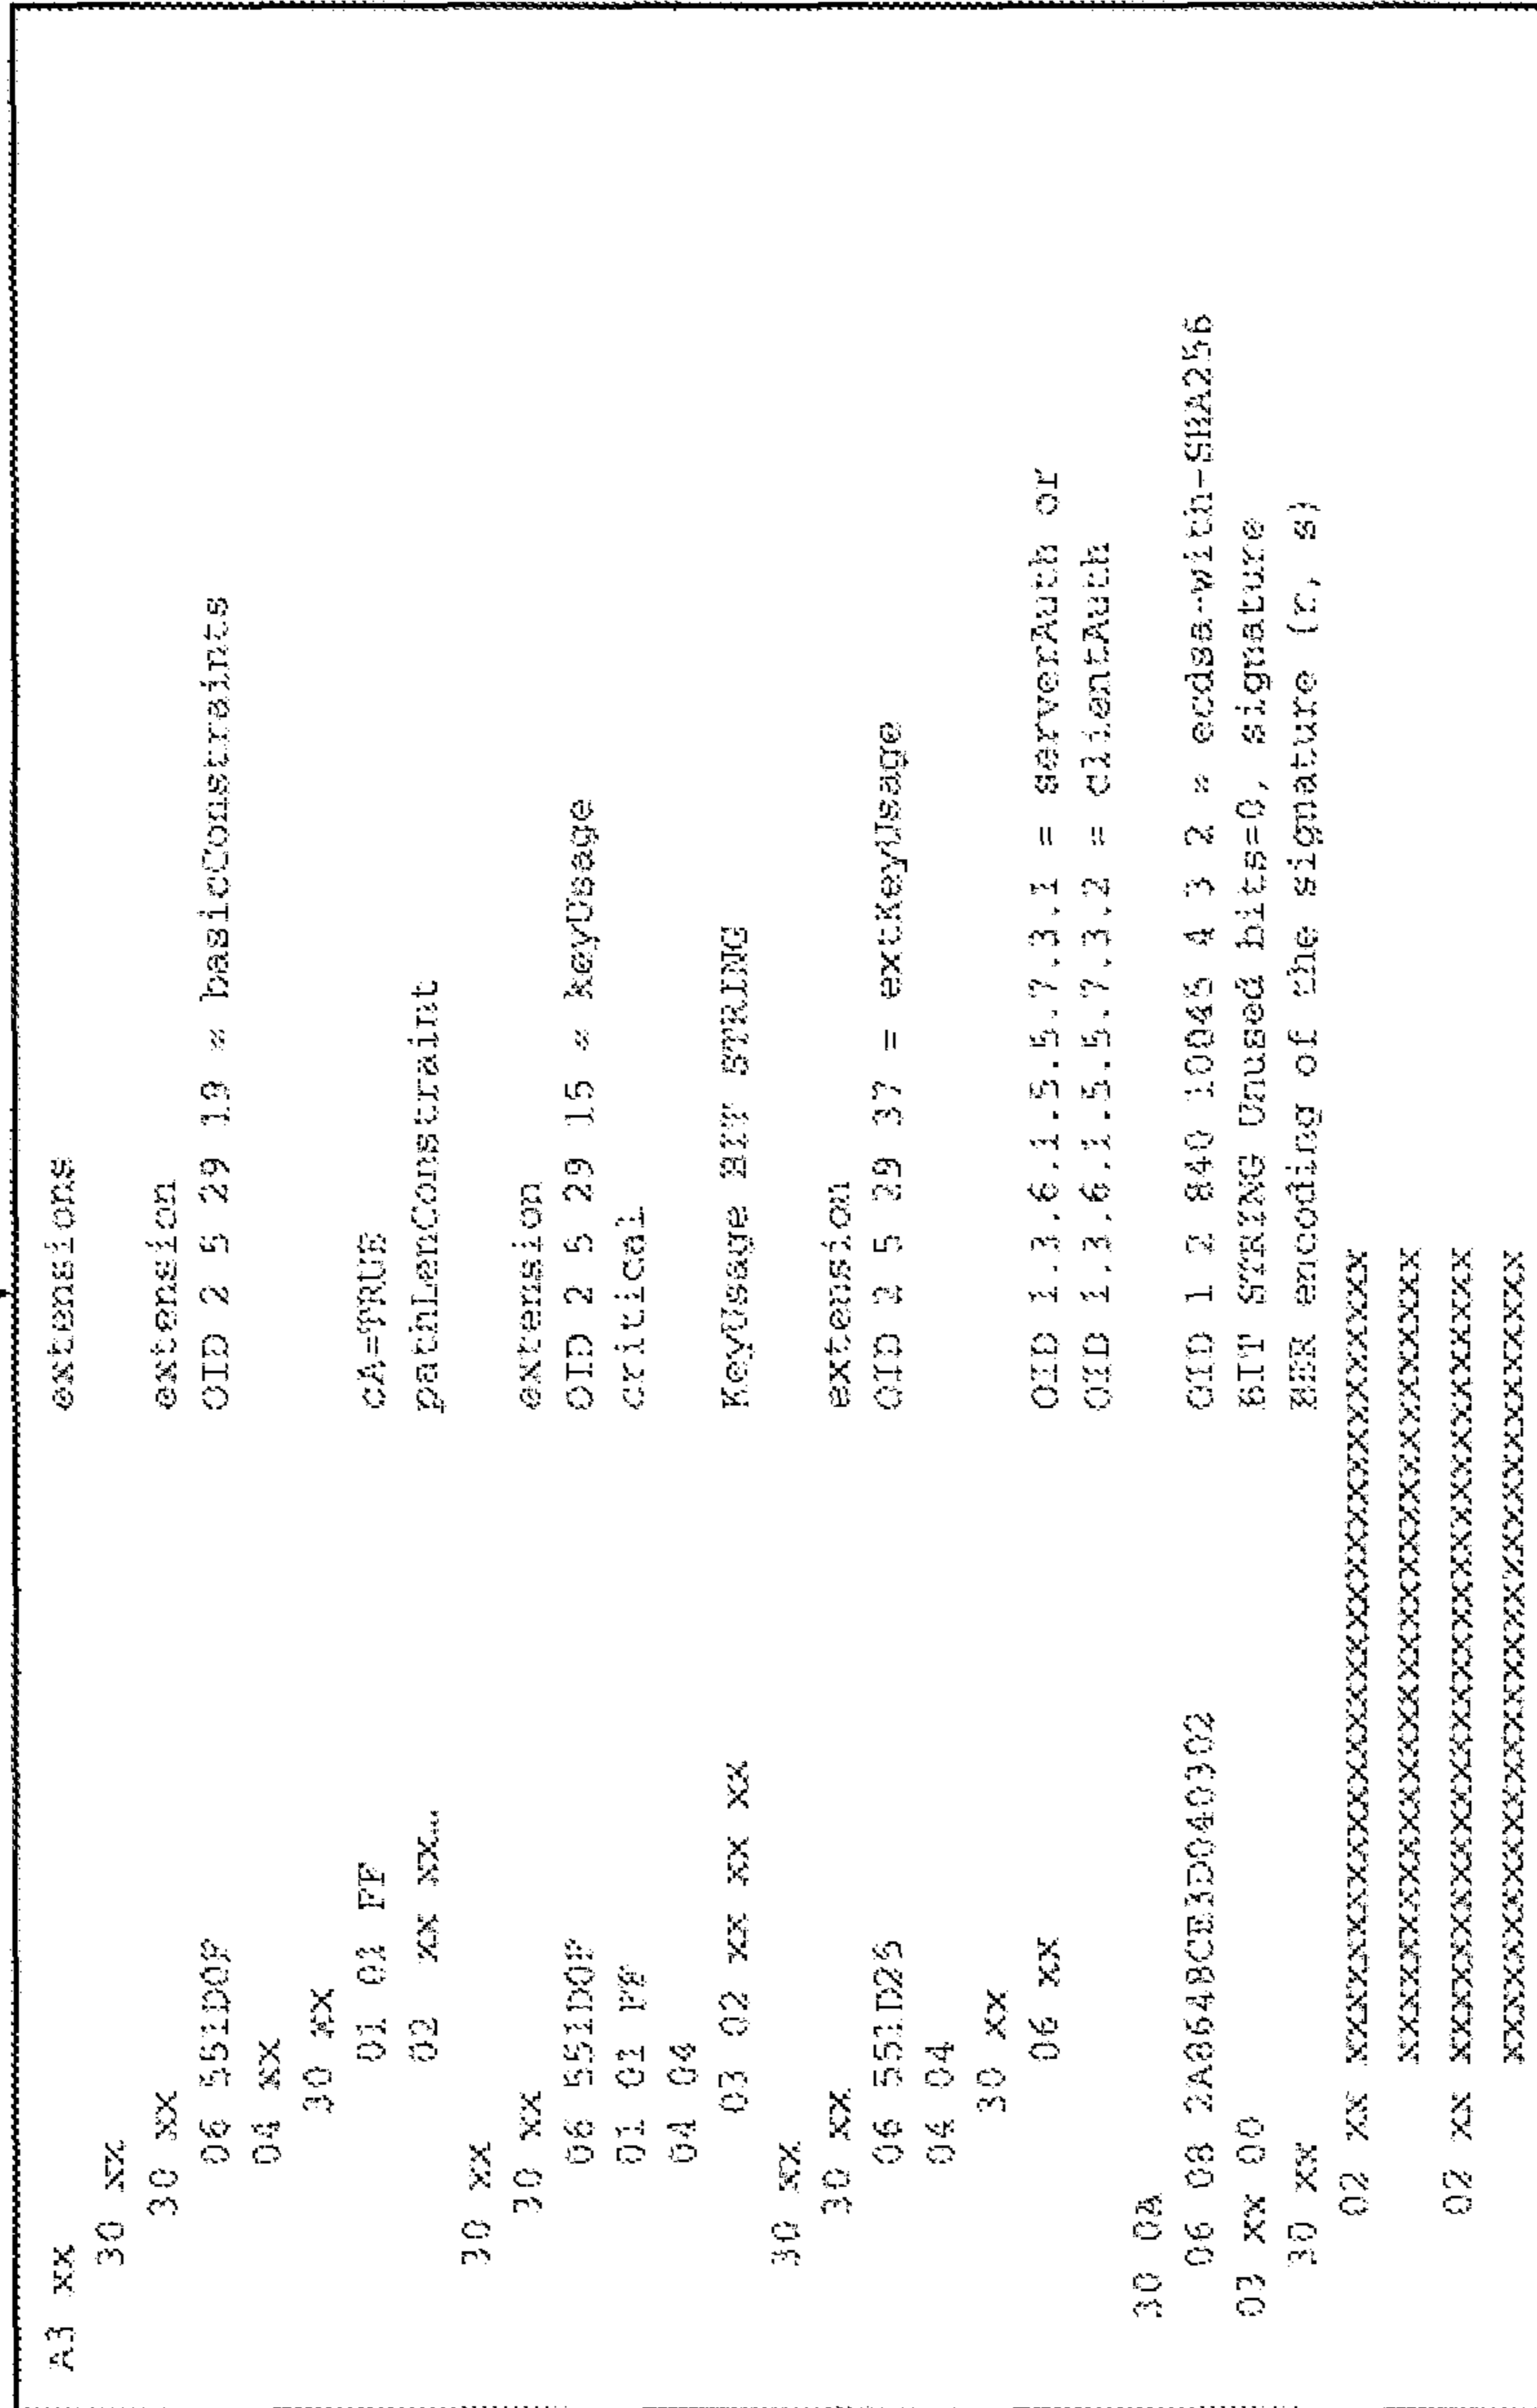 A3 xx extensions
30 xx
30 xx extension
06 551D0F OID 2 5 29 19 = basicConstraints
04 xx
30 xx
01 01 FF cA=TRUE
02 xx xx… pathLenConstraint
30 xx
30 xx extension
06 551D0F OID 2 5 29 15 = keyUsage
01 01 FF critical
04 04
03 02 xx xx xx KeyUsage BIT STRING
30 xx
30 xx extension
06 551D25 OID 2 5 29 37 = extKeyUsage
04 04
30 xx
06 xx OID 1.3.6.1.5.5.7.3.1 = serverAuth or
OID 1.3.6.1.5.5.7.3.2 = clientAuth
30 0A
06 08 2A8648CE3D040302 OID 1 2 840 10045 4 3 2 = ecdsa-with-SHA256
03 xx 00 BIT STRING Unused bits=0, signature
30 xx BER encoding of the signature (r, s)
02 xx
02 xx